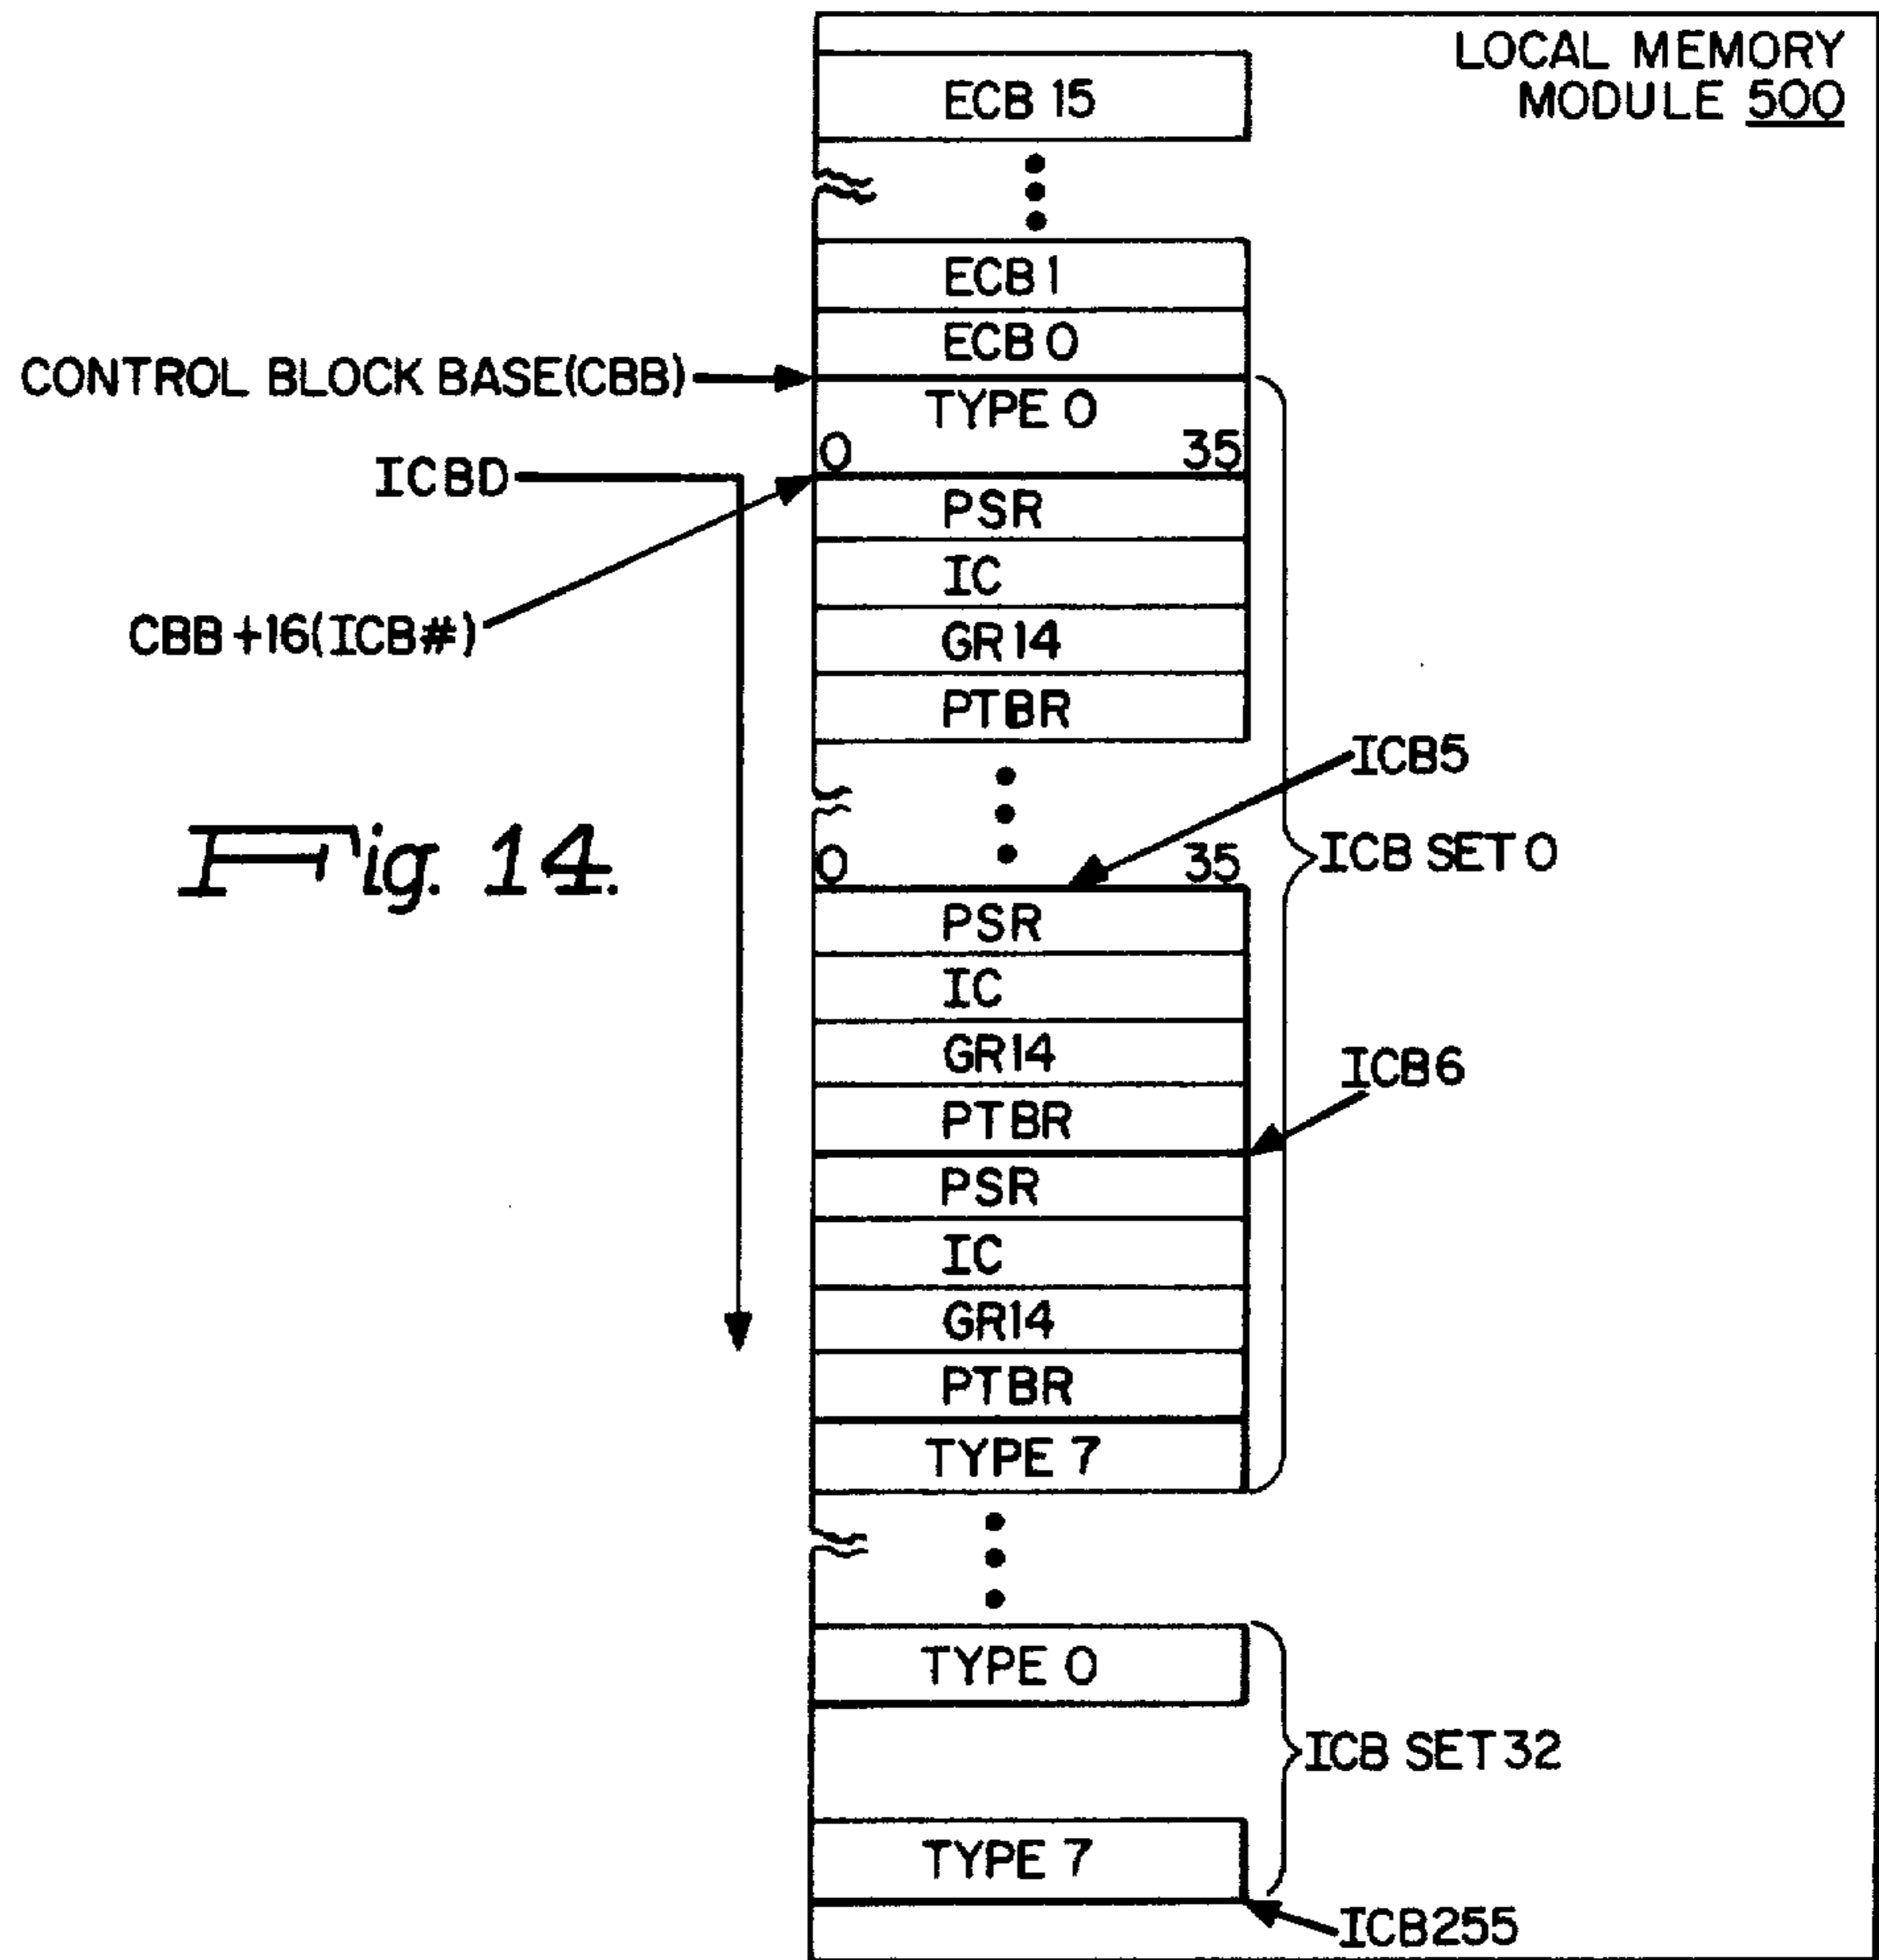 LOCAL MEMORY
MODULE 500
ECB 15
ECB 1
ECB 0
CONTROL BLOCK BASE(CBB)
TYPE 0
0 35
ICBD
PSR
IC
CBB +16(ICB#)
GR14
PTBR
ICB5
Fig. 14.
ICB SET 0
0 35
PSR
IC
GR14
ICB6
PTBR
PSR
IC
GR14
PTBR
TYPE 7
TYPE 0
ICB SET 32
TYPE 7
ICB255